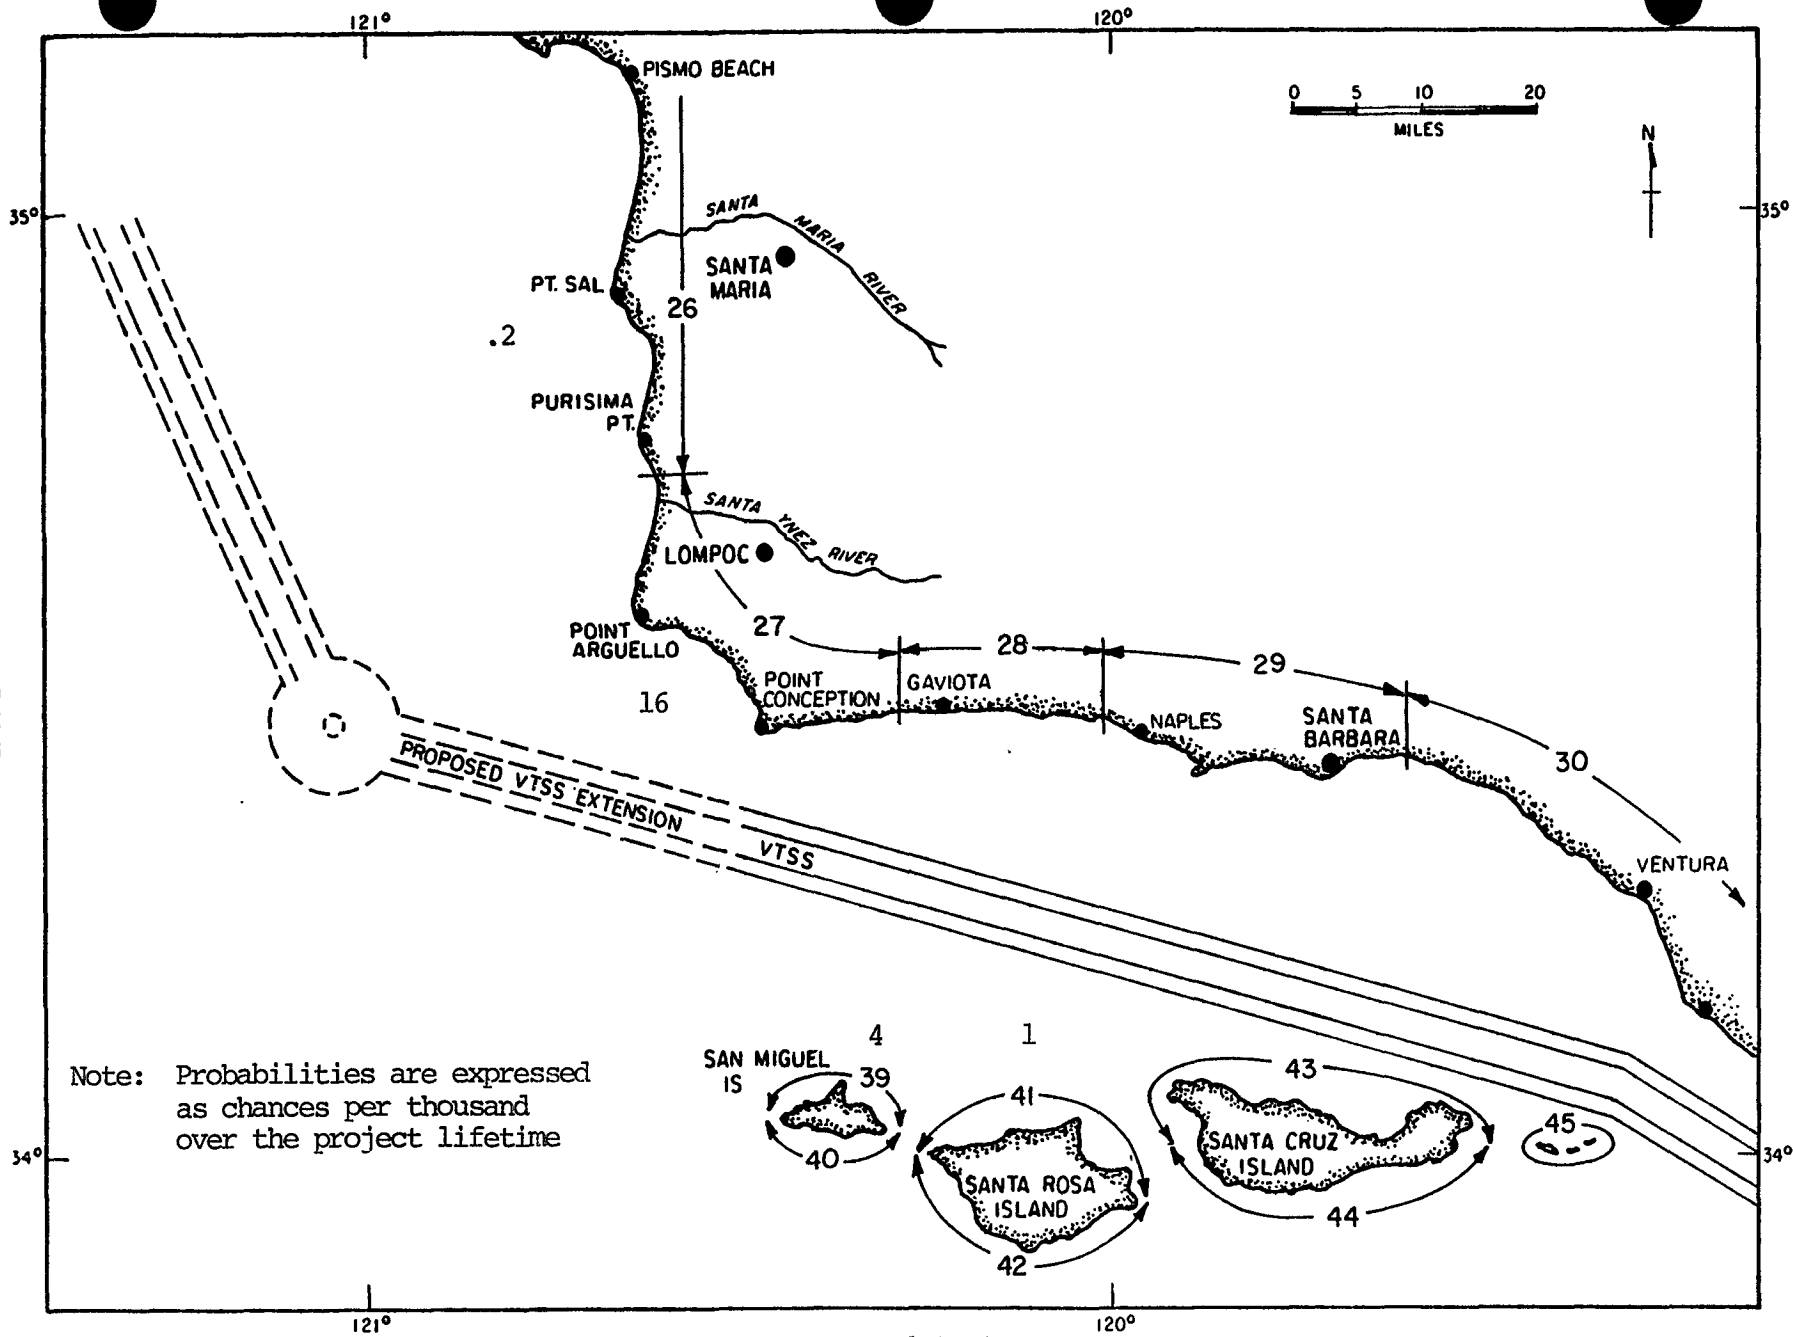 121°
120°
PISMO BEACH
0 5 10 20
MILES
N
35°
35°
SANTA MARIA RIVER
SANTA
MARIA
PT. SAL
26
.2
PURISIMA
PT.
SANTA YNEZ RIVER
LOMPOC
27
28
29
POINT
ARGUELLO
16
POINT
CONCEPTION
GAVIOTA
NAPLES
SANTA
BARBARA
30
PROPOSED VTSS EXTENSION
VTSS
VENTURA
4
1
SAN MIGUEL
IS
39
40
41
SANTA ROSA
ISLAND
42
43
SANTA CRUZ
ISLAND
44
45
Note: Probabilities are expressed
as chances per thousand
over the project lifetime
34°
34°
121°
120°